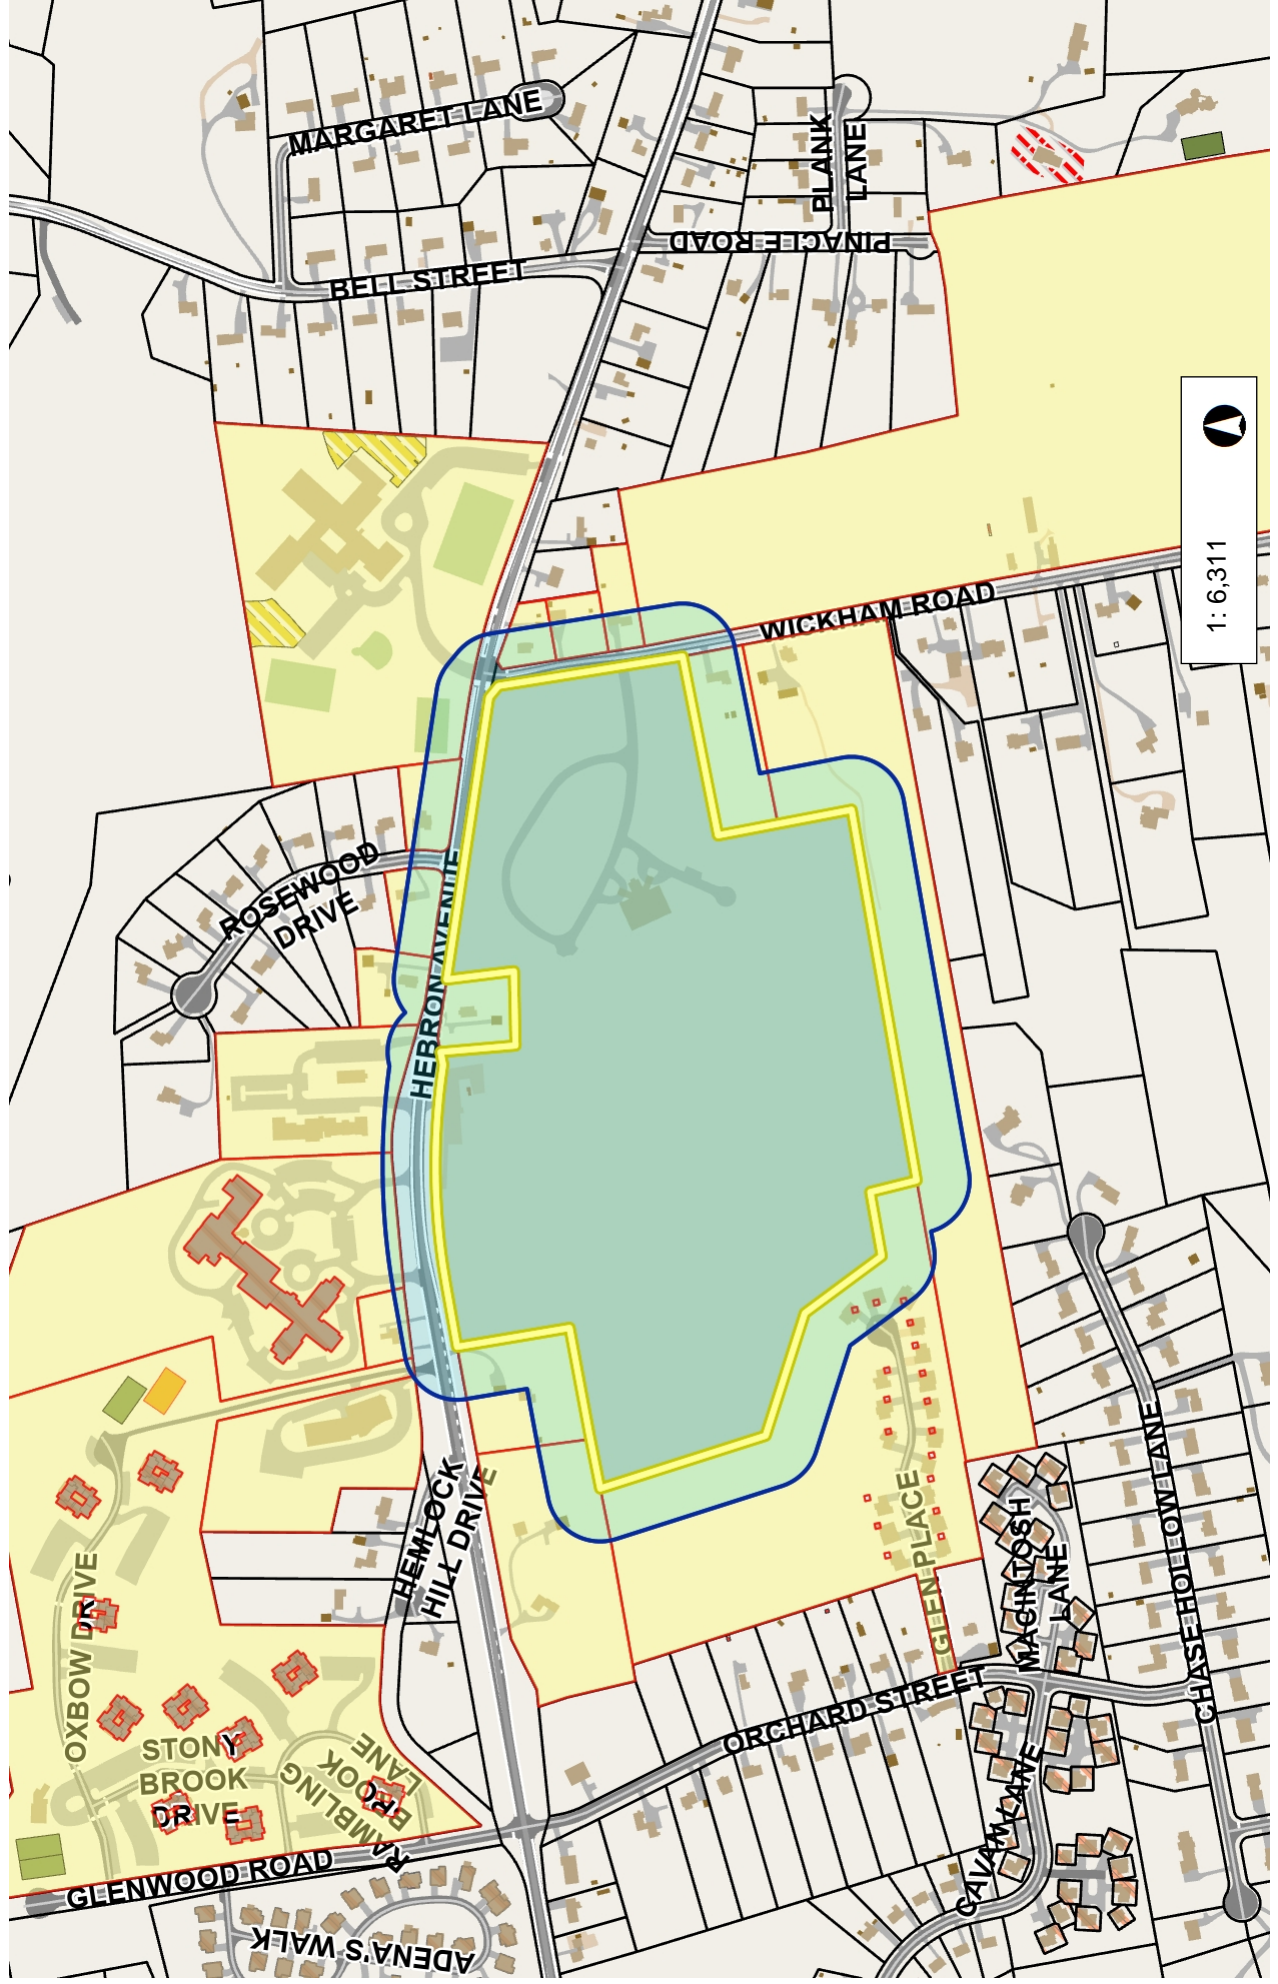 MARGARET LANE
PLANK
LANE
PINACLE ROAD
BELL STREET
WICKHAM ROAD
1: 6,311
ROSEWOOD
DRIVE
HEBRON AVENUE
HEMLOCK
HILL DRIVE
GLEN PLACE
MACINTOSH
LANE
CHASE HOLLOW LANE
OXBOW DRIVE
DR
STONY
BROOK
DRIVE
RAMBLING
BROOK
LANE
ORCHARD STREET
CAVAN LANE
GLENWOOD ROAD
ADENA'S WALK